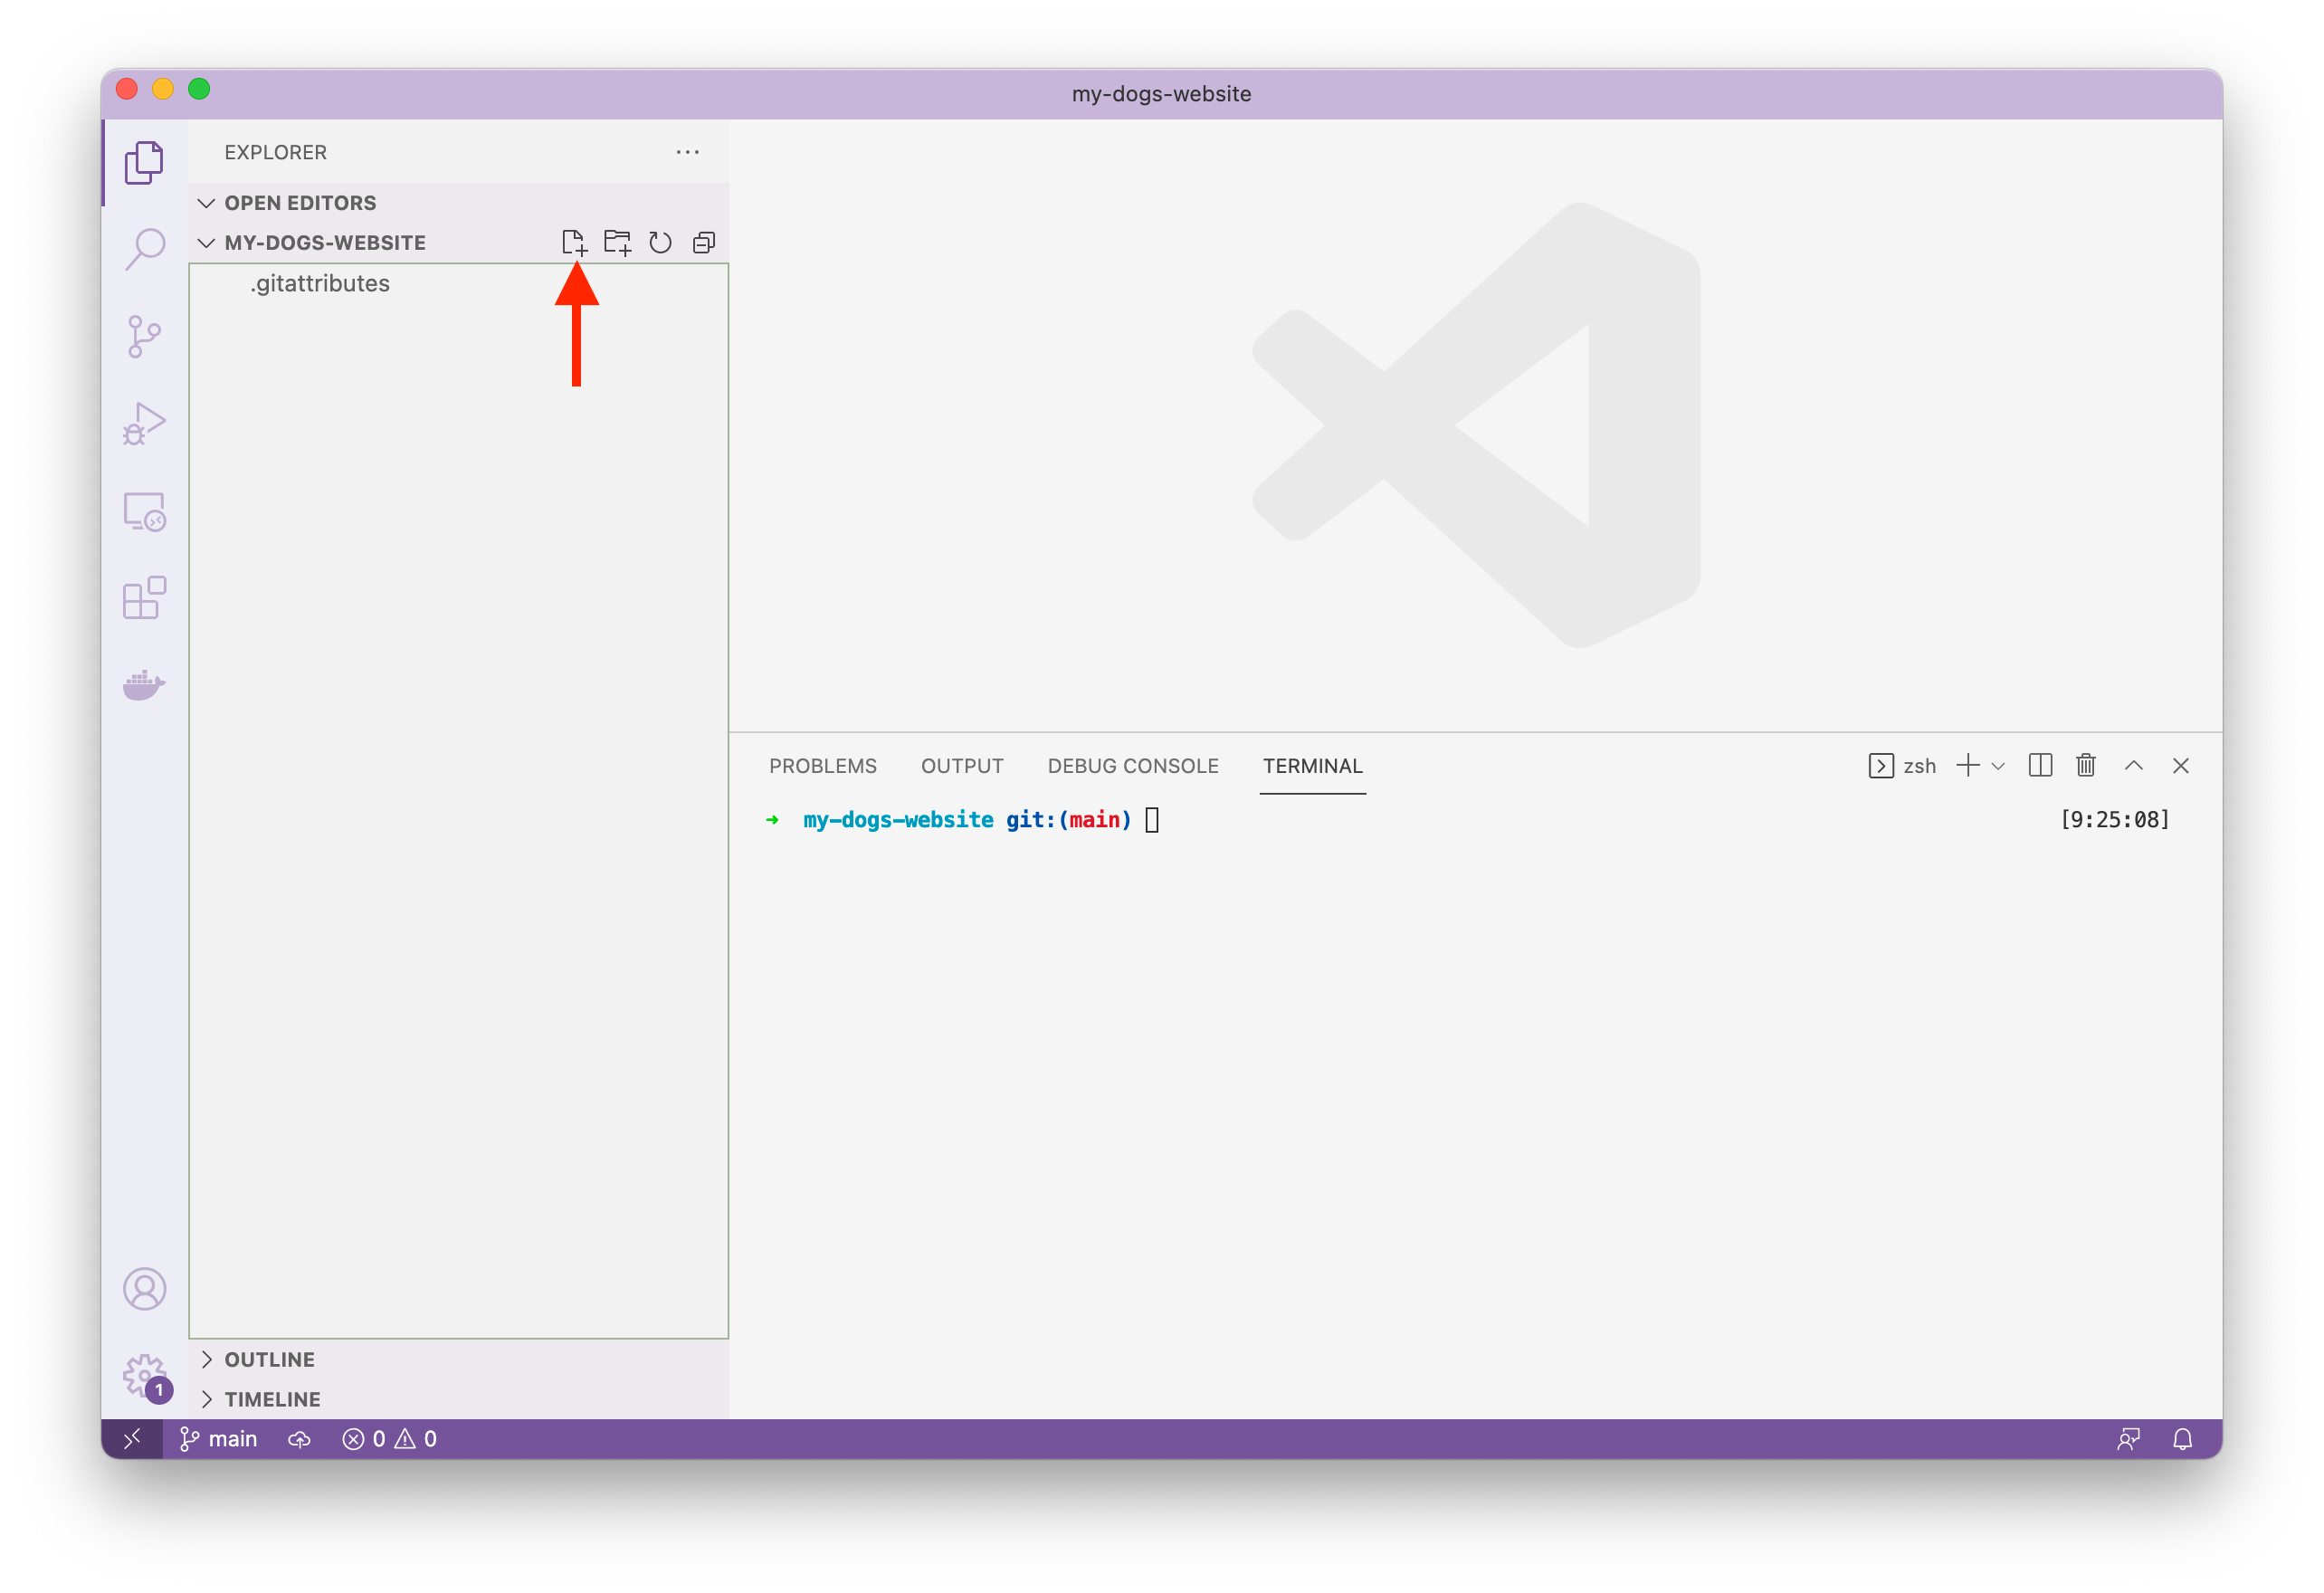 my-dogs-website
EXPLORER
OPEN EDITORS
MY-DOGS-WEBSITE
.gitattributes
PROBLEMS OUTPUT DEBUG CONSOLE TERMINAL zsh
➜ my-dogs-website git:(main) [9:25:08]
OUTLINE
1
TIMELINE
main 0 0